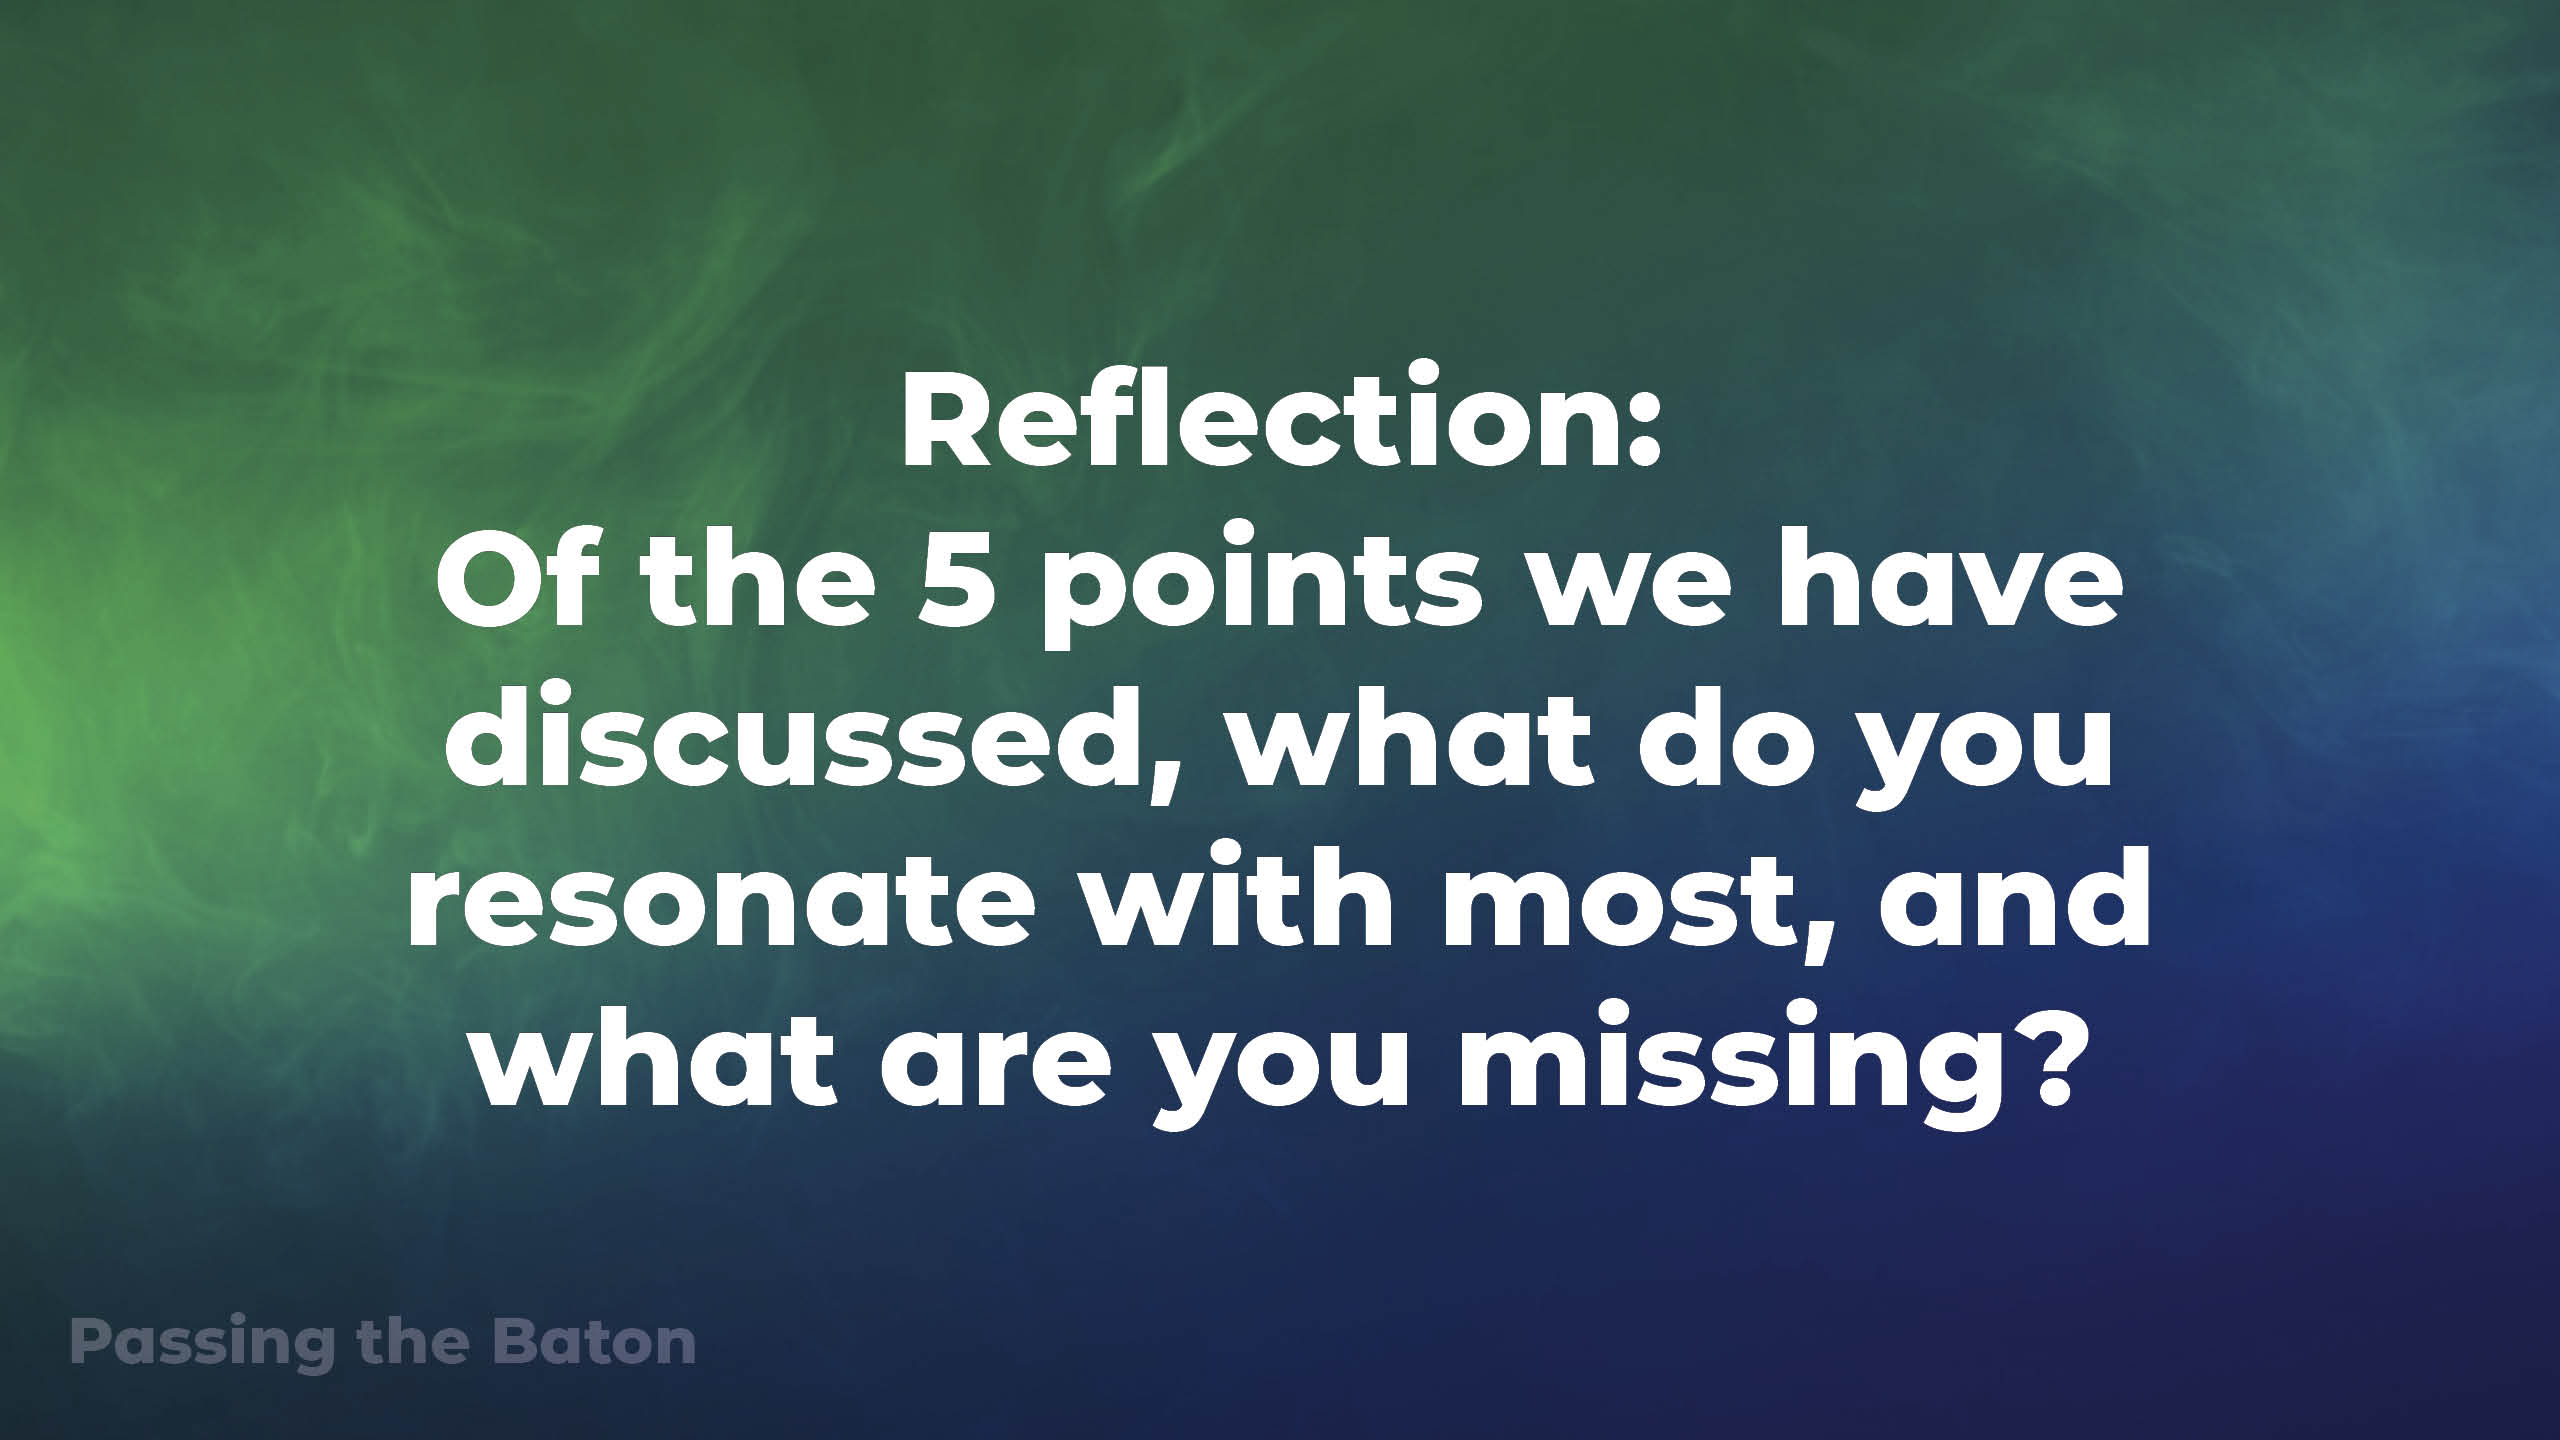 Reflection:
Of the 5 points we have
discussed, what do you
resonate with most, and
what are you missing?
Passing the Baton